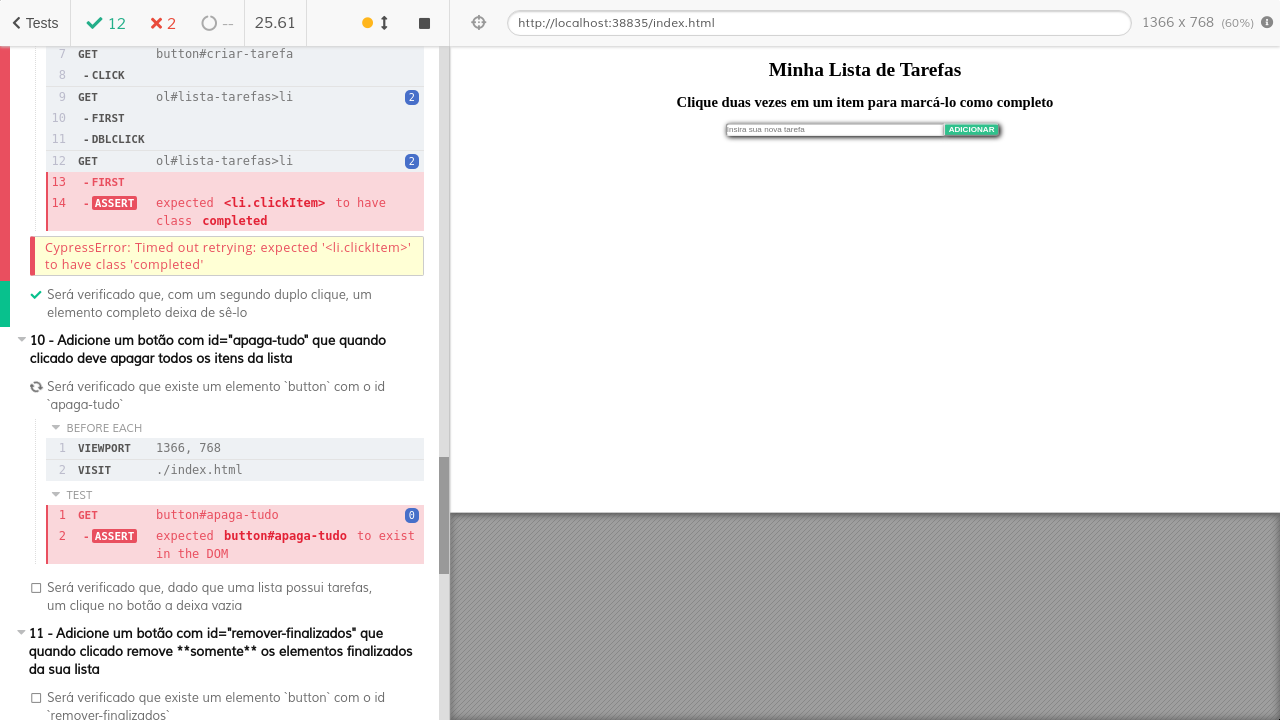 Tests 12 2 -- 25.61
http://localhost:38835/index.html 1366 x 768 (60%)
7 GET button#criar-tarefa
8 - CLICK
9 GET ol#lista-tarefas>li 2
10 - FIRST
11 - DBLCLICK
12 GET ol#lista-tarefas>li 2
13 - FIRST
14 - ASSERT expected <li.clickItem> to have
class completed
CypressError: Timed out retrying: expected '<li.clickItem>'
to have class 'completed'
Será verificado que, com um segundo duplo clique, um
elemento completo deixa de sê-lo
10 - Adicione um botão com id="apaga-tudo" que quando
clicado deve apagar todos os itens da lista
Será verificado que existe um elemento `button` com o id
`apaga-tudo`
BEFORE EACH
1 VIEWPORT 1366, 768
2 VISIT ./index.html
TEST
1 GET button#apaga-tudo 0
2 - ASSERT expected button#apaga-tudo to exist
in the DOM
Será verificado que, dado que uma lista possui tarefas,
um clique no botão a deixa vazia
11 - Adicione um botão com id="remover-finalizados" que
quando clicado remove **somente** os elementos finalizados
da sua lista
Será verificado que existe um elemento `button` com o id
`remover-finalizados`
Minha Lista de Tarefas
Clique duas vezes em um item para marcá-lo como completo
Insira sua nova tarefa ADICIONAR